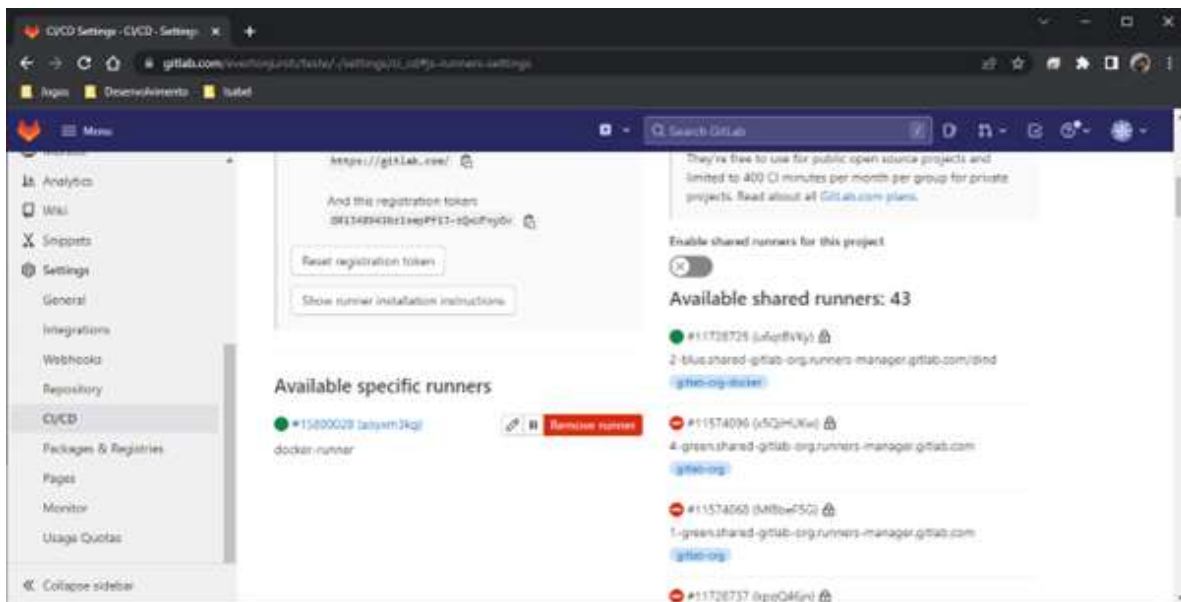 CI/CD Settings · CI/CD · Settings
gitlab.com
Jogos
Desenvolvimento
Isabel
Menu
Search GitLab
Analytics
Wiki
Snippets
Settings
General
Integrations
Webhooks
Repository
CI/CD
Packages & Registries
Pages
Monitor
Usage Quotas
Collapse sidebar
https://gitlab.com/
And this registration token:
Reset registration token
Show runner installation instructions
Available specific runners
#15800028
Remove runner
docker-runner
They're free to use for public open source projects and
limited to 400 CI minutes per month per group for private
projects. Read about all GitLab.com plans.
Enable shared runners for this project
Available shared runners: 43
2-blue.shared-gitlab-org.runners-manager.gitlab.com/dind
gitlab-org-docker
#11574096
4-green.shared-gitlab-org.runners-manager.gitlab.com
gitlab-org
1-green.shared-gitlab-org.runners-manager.gitlab.com
gitlab-org